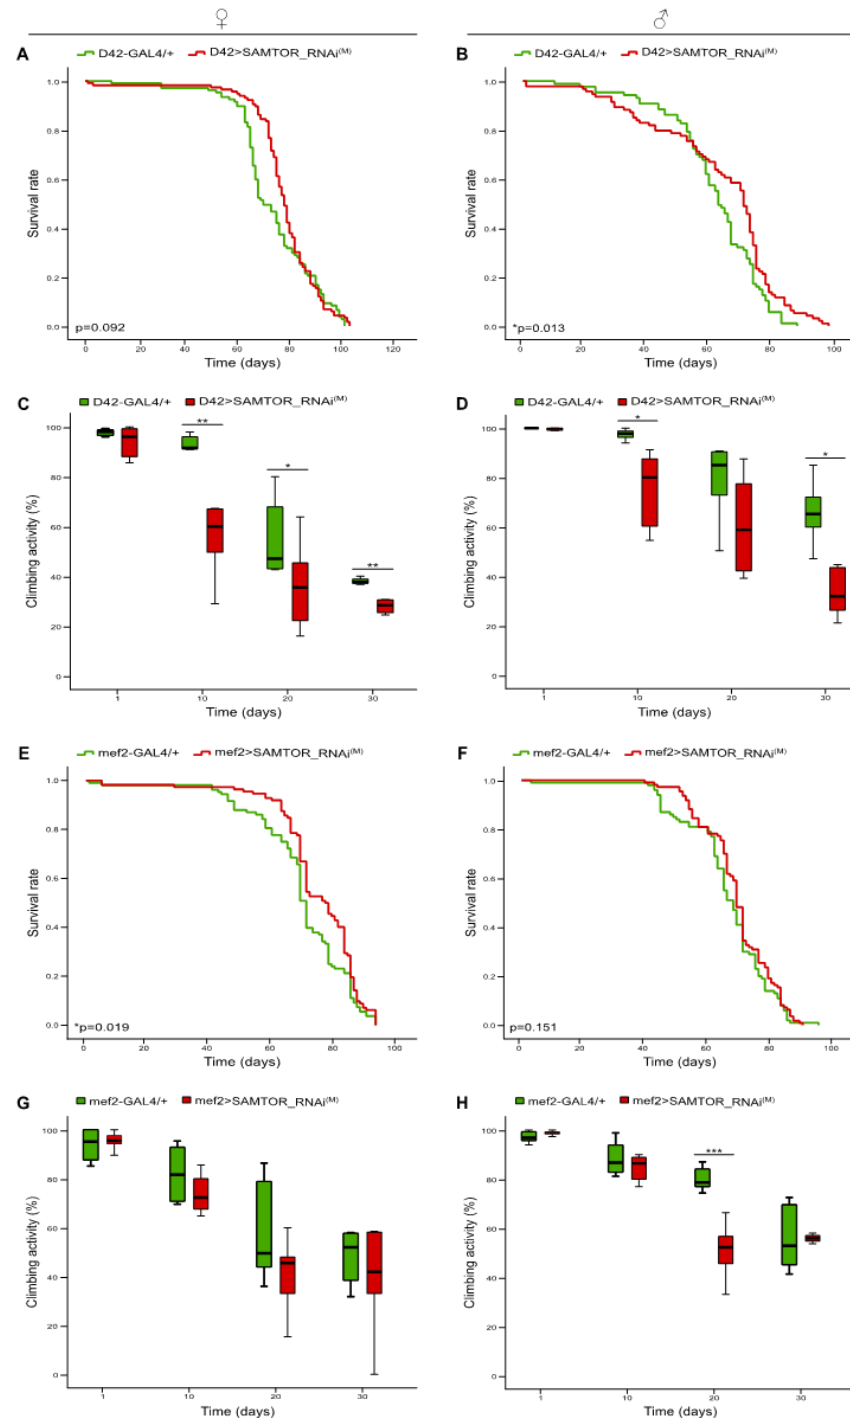 ♀ ♂
A D42-GAL4/+ D42>SAMTOR_RNAi(M)
1.0
0.8
0.6
0.4
0.2
0.0
Survival rate
p=0.092
0 20 40 60 80 100 120
Time (days)
B D42-GAL4/+ D42>SAMTOR_RNAi(M)
1.0
0.8
0.6
0.4
0.2
0.0
Survival rate
*p=0.013
0 20 40 60 80 100
Time (days)
C D42-GAL4/+ D42>SAMTOR_RNAi(M)
100
80
60
40
20
0
Climbing activity (%)
** * **
1 10 20 30
Time (days)
D D42-GAL4/+ D42>SAMTOR_RNAi(M)
100
80
60
40
20
0
Climbing activity (%)
* *
1 10 20 30
Time (days)
E mef2-GAL4/+ mef2>SAMTOR_RNAi(M)
1.0
0.8
0.6
0.4
0.2
0.0
Survival rate
*p=0.019
0 20 40 60 80 100
Time (days)
F mef2-GAL4/+ mef2>SAMTOR_RNAi(M)
1.0
0.8
0.6
0.4
0.2
0.0
Survival rate
p=0.151
0 20 40 60 80 100
Time (days)
G mef2-GAL4/+ mef2>SAMTOR_RNAi(M)
100
80
60
40
20
0
Climbing activity (%)
1 10 20 30
Time (days)
H mef2-GAL4/+ mef2>SAMTOR_RNAi(M)
100
80
60
40
20
0
Climbing activity (%)
***
1 10 20 30
Time (days)